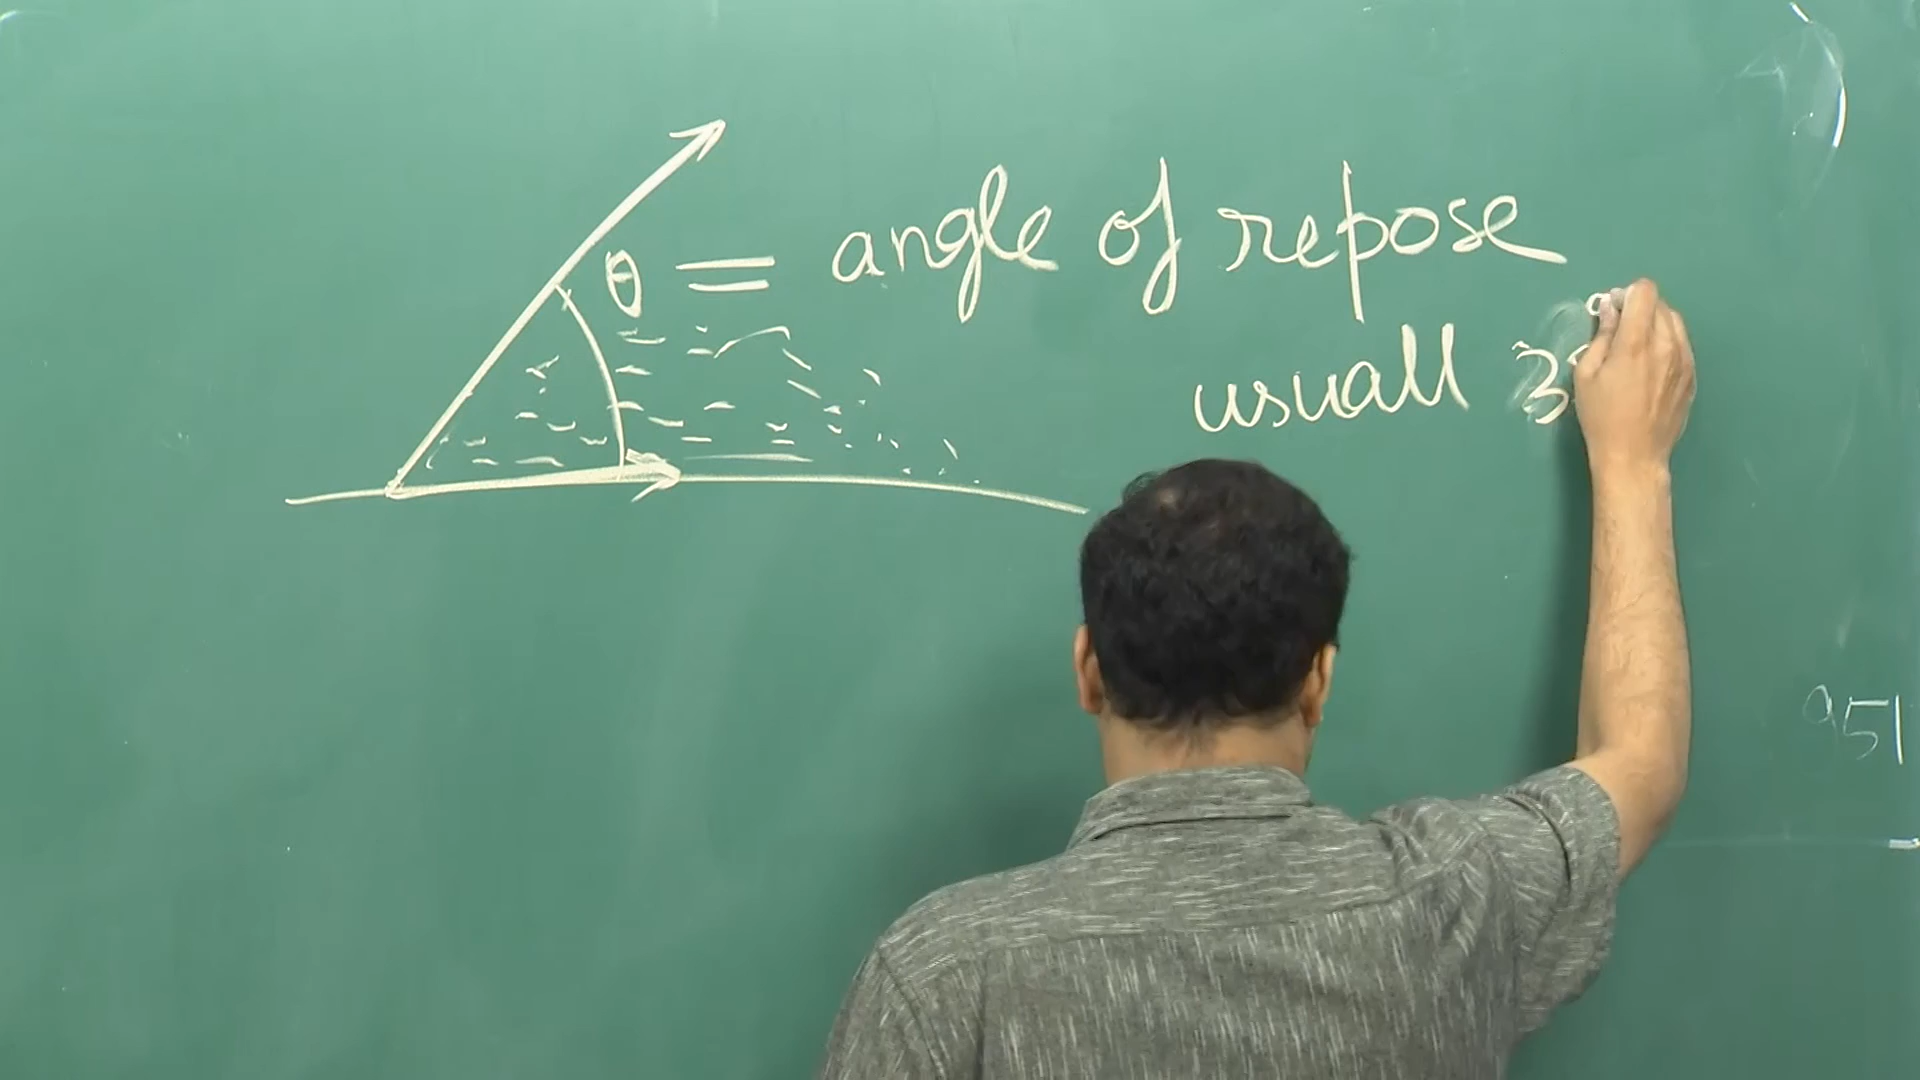 θ = angle of repose
usuall
951